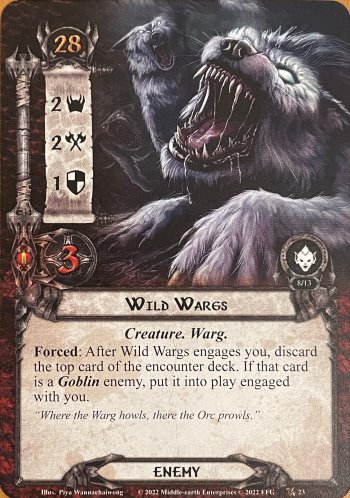 28
2
2
1
3
8/13
Wild Wargs
Creature. Warg.
Forced: After Wild Wargs engages you, discard
the top card of the encounter deck. If that card
is a Goblin enemy, put it into play engaged
with you.
“Where the Warg howls, there the Orc prowls.”
ENEMY
Illus. Piya Wannachaiwong
© 2022 Middle-earth Enterprises © 2022 FFG
23